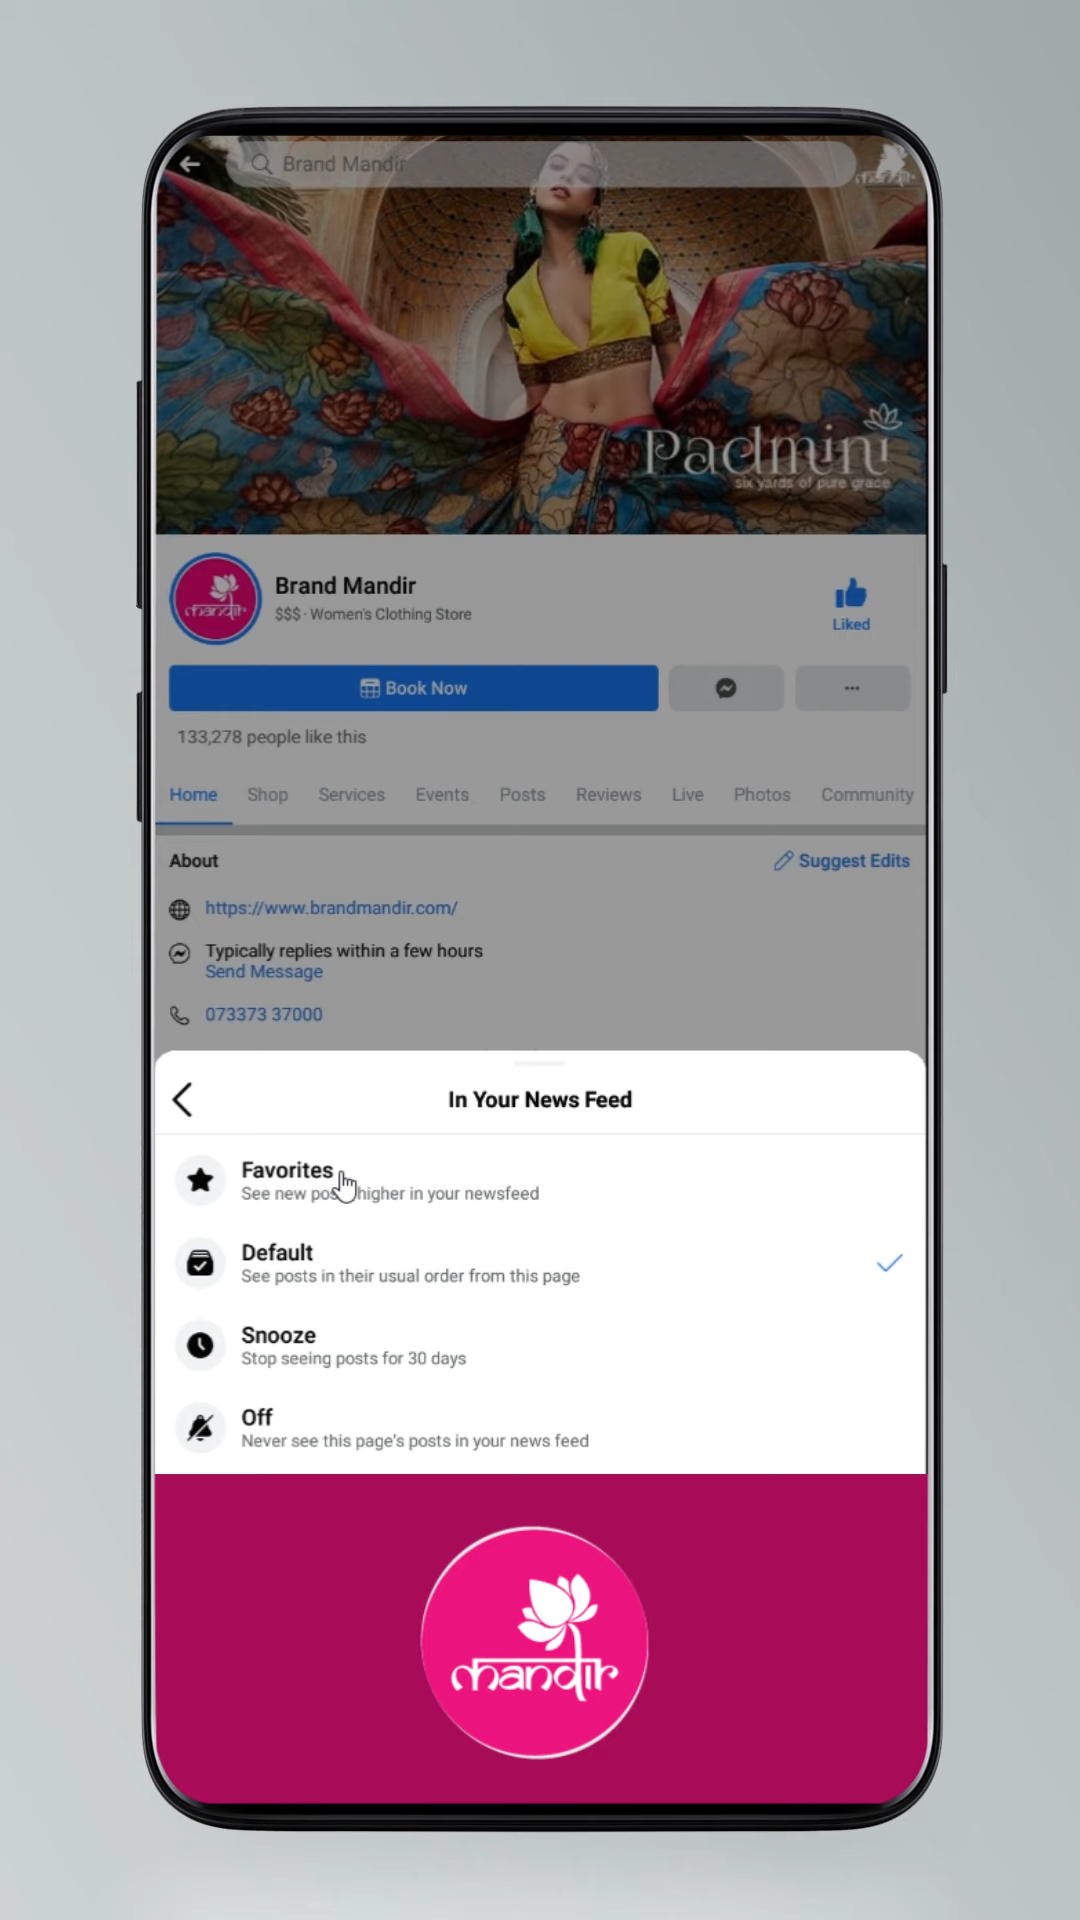 Brand Mandir
mandir
Padmini
six yards of pure grace
mandir
Brand Mandir
$$$ · Women's Clothing Store
Liked
Book Now
...
133,278 people like this
Home Shop Services Events Posts Reviews Live Photos Community
About
Suggest Edits
https://www.brandmandir.com/
Typically replies within a few hours
Send Message
073373 37000
In Your News Feed
Favorites
See new higher in your newsfeed
Default
See posts in their usual order from this page
Snooze
Stop seeing posts for 30 days
Off
Never see this page's posts in your news feed
mandir